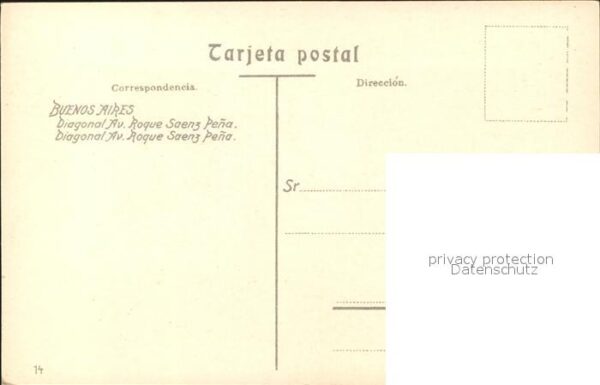 Tarjeta postal
Correspondencia.
Dirección.
BUENOS AIRES
Diagonal Av. Roque Saenz Peña.
Diagonal Av. Roque Saenz Peña.
Sr
privacy protection
Datenschutz
14